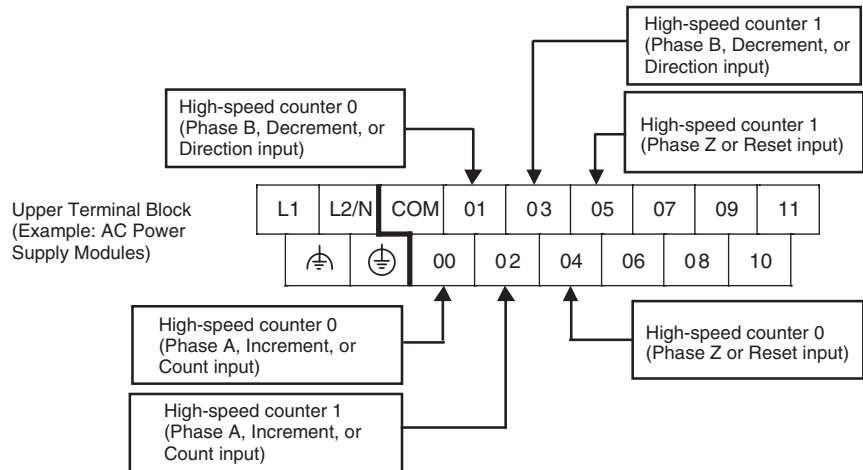 High-speed counter 1
(Phase B, Decrement, or
Direction input)
High-speed counter 0
(Phase B, Decrement, or
Direction input)
High-speed counter 1
(Phase Z or Reset input)
Upper Terminal Block
(Example: AC Power
Supply Modules)
L1 L2/N COM 01 03 05 07 09 11
00 02 04 06 08 10
High-speed counter 0
(Phase A, Increment, or
Count input)
High-speed counter 0
(Phase Z or Reset input)
High-speed counter 1
(Phase A, Increment, or
Count input)